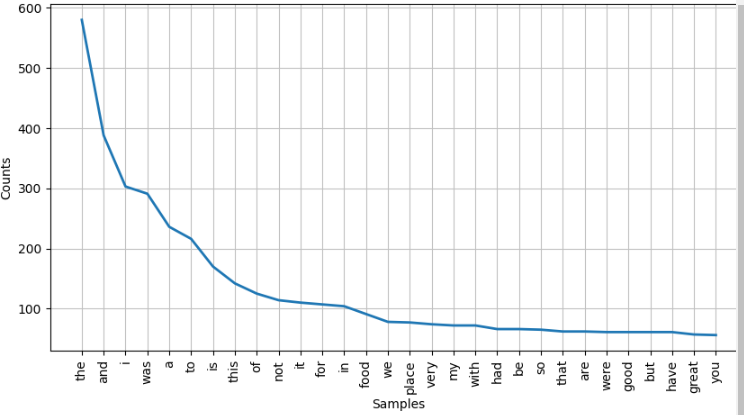 600
500
400
300
200
100
Counts
the
and
i
was
a
to
is
this
of
not
it
for
in
food
we
place
very
my
with
had
be
so
that
are
were
good
but
have
great
you
Samples